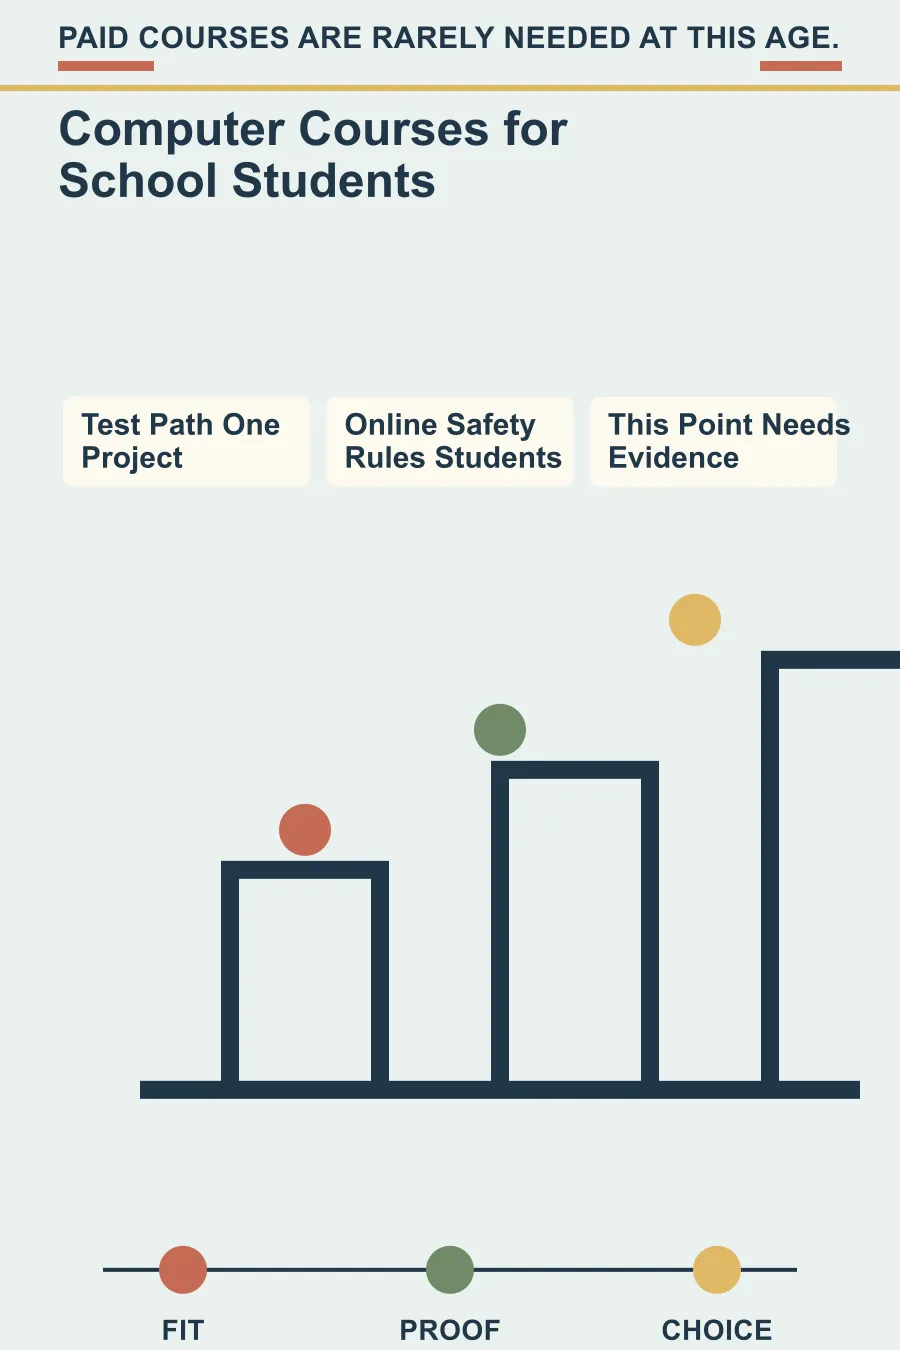 PAID COURSES ARE RARELY NEEDED AT THIS AGE.
Computer Courses for
School Students
Test Path One
Project
Online Safety
Rules Students
This Point Needs
Evidence
FIT
PROOF
CHOICE